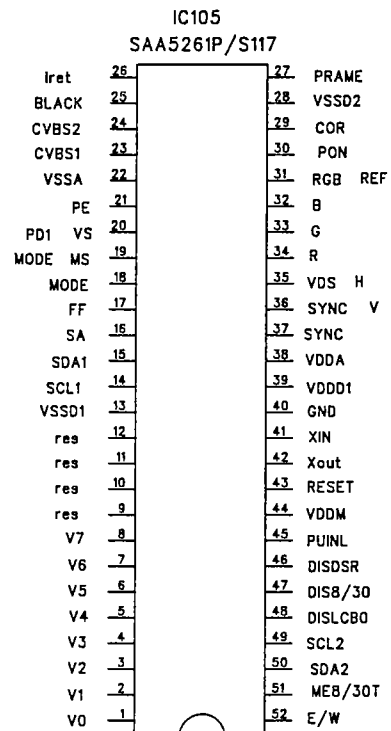 IC105
SAA5261P/S117
Iret 26 27 PRAME
BLACK 25 28 VSSD2
CVBS2 24 29 COR
CVBS1 23 30 PON
VSSA 22 31 RGB REF
PE 21 32 B
PD1 VS 20 33 G
MODE MS 19 34 R
MODE 18 35 VDS H
FF 17 36 SYNC V
SA 16 37 SYNC
SDA1 15 38 VDDA
SCL1 14 39 VDDD1
VSSD1 13 40 GND
res 12 41 XIN
res 11 42 Xout
res 10 43 RESET
res 9 44 VDDM
V7 8 45 PUINL
V6 7 46 DISDSR
V5 6 47 DIS8/30
V4 5 48 DISLCBO
V3 4 49 SCL2
V2 3 50 SDA2
V1 2 51 ME8/30T
V0 1 52 E/W